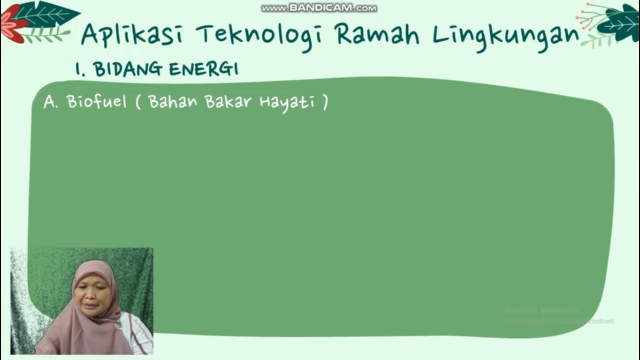 www.BANDICAM.com
Aplikasi Teknologi Ramah Lingkungan
1. BIDANG ENERGI
A. Biofuel ( Bahan Bakar Hayati )